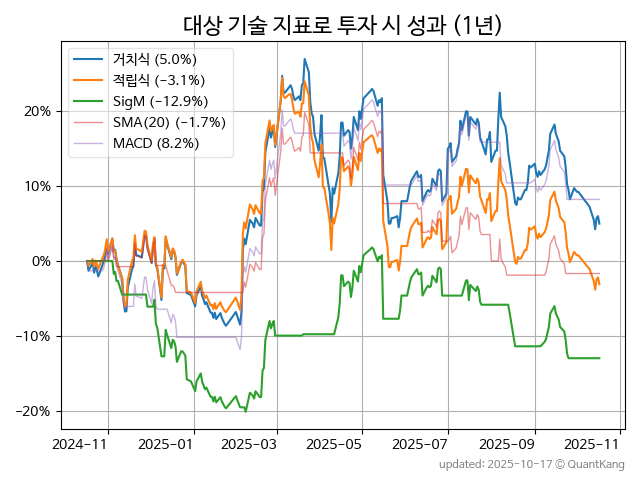 대상 기술 지표로 투자 시 성과 (1년)
거치식 (5.0%)
적립식 (−3.1%)
SigM (−12.9%)
SMA(20) (−1.7%)
MACD (8.2%)
20%
10%
0%
−10%
−20%
2024-11 2025-01 2025-03 2025-05 2025-07 2025-09 2025-11
updated: 2025-10-17 © QuantKang